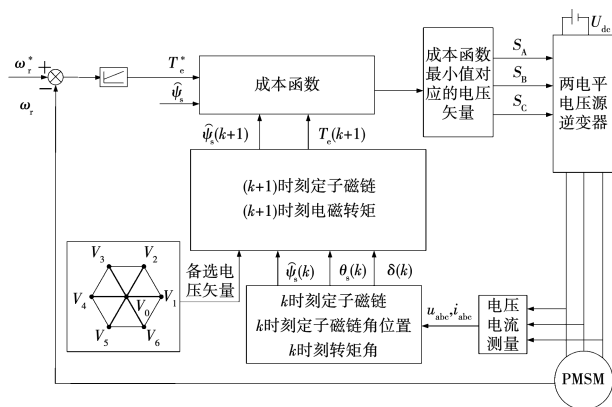 U_dc
ω_r^*
+
−
ω_r
T_e^*
ψ̂_s
成本函数
成本函数
最小值对
应的电压
矢量
S_A
S_B
S_C
两电平
电压源
逆变器
ψ̂_s(k+1)
T_e(k+1)
(k+1)时刻定子磁链
(k+1)时刻电磁转矩
V_3
V_2
V_4
V_0
V_1
V_5
V_6
备选电
压矢量
ψ̂_s(k)
θ_s(k)
δ(k)
k时刻定子磁链
k时刻定子磁链角位置
k时刻转矩角
u_abc,i_abc
电压
电流
测量
PMSM